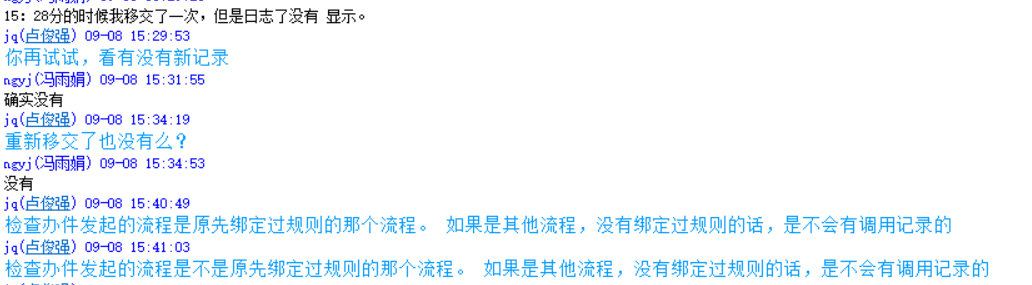 15：28分的时候我移交了一次，但是日志了没有 显示。
jq(卢俊强) 09-08 15:29:53
你再试试，看有没有新记录
ngyj(冯雨娟) 09-08 15:31:55
确实没有
jq(卢俊强) 09-08 15:34:19
重新移交了也没有么？
ngyj(冯雨娟) 09-08 15:34:53
没有
jq(卢俊强) 09-08 15:40:49
检查办件发起的流程是原先绑定过规则的那个流程。 如果是其他流程，没有绑定过规则的话，是不会有调用记录的
jq(卢俊强) 09-08 15:41:03
检查办件发起的流程是不是原先绑定过规则的那个流程。 如果是其他流程，没有绑定过规则的话，是不会有调用记录的